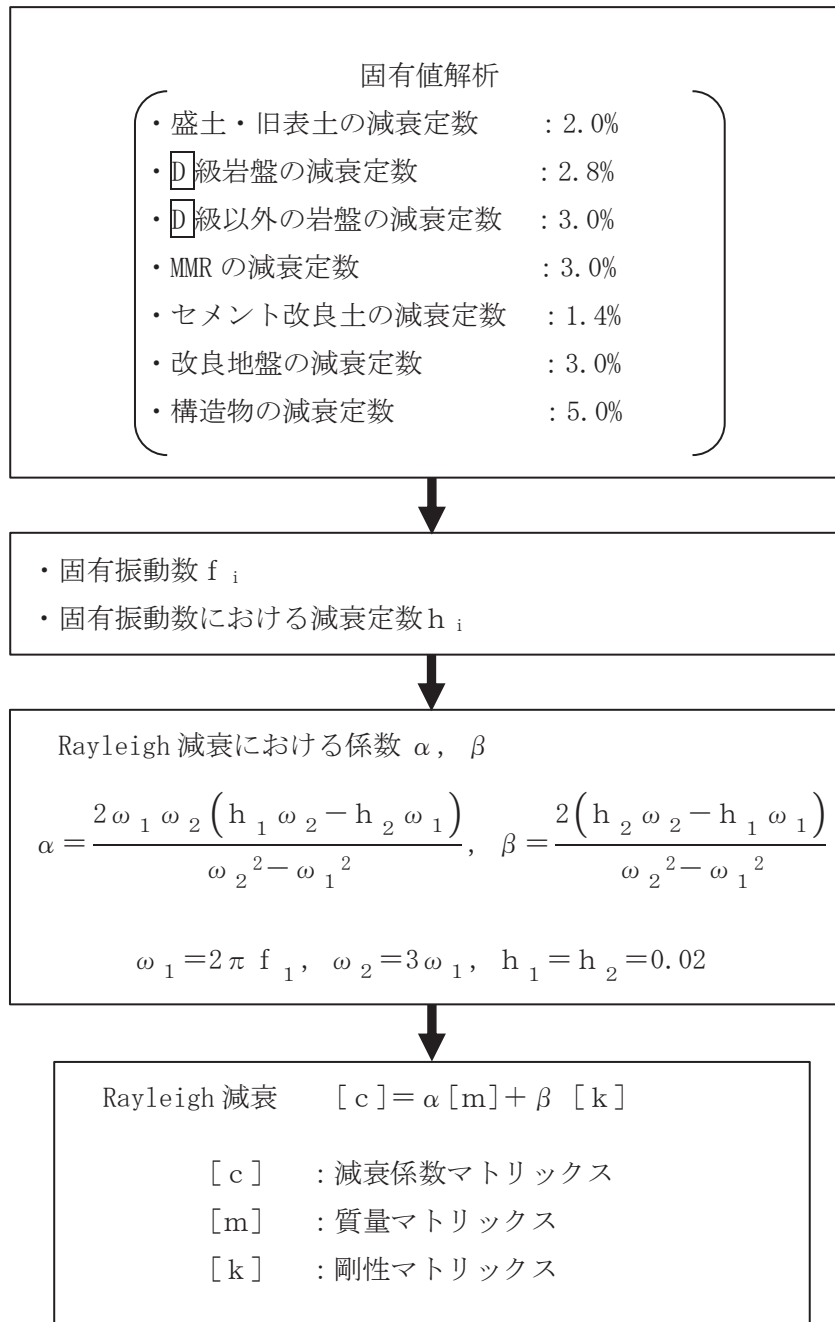 固有値解析
・盛土・旧表土の減衰定数 :2.0%
・D級岩盤の減衰定数 :2.8%
・D級以外の岩盤の減衰定数 :3.0%
・MMRの減衰定数 :3.0%
・セメント改良土の減衰定数 :1.4%
・改良地盤の減衰定数 :3.0%
・構造物の減衰定数 :5.0%
・固有振動数 f i
・固有振動数における減衰定数 h i
Rayleigh 減衰における係数 α, β
α=2ω1ω2(h1ω2−h2ω1)/(ω2²−ω1²), β=2(h2ω2−h1ω1)/(ω2²−ω1²)
ω1=2π f1, ω2=3ω1, h1=h2=0.02
Rayleigh 減衰 [c]=α[m]+β [k]
[c] :減衰係数マトリックス
[m] :質量マトリックス
[k] :剛性マトリックス